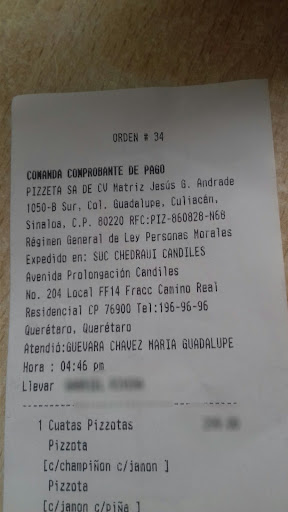 ORDEN # 34
COMANDA COMPROBANTE DE PAGO
PIZZETA SA DE CV Matriz Jasús G. Andrade
1050-B Sur, Col. Guadalupe, Culiacán,
Sinaloa, C.P. 80220 RFC:PIZ-860828-N68
Régimen General de Ley Personas Morales
Expedido en: SUC CHEDRAUI CANDILES
Avenida Prolongación Candiles
No. 204 Local FF14 Fracc Camino Real
Residencial CP 76900 Tel:196-96-96
Querétaro, Querétaro
Atendió:GUEVARA CHAVEZ MARIA GUADALUPE
Hora : 04:46 pm
Llevar
1 Cuatas Pizzotas
Pizzota
[c/champiñon c/jamon ]
Pizzota
[c/jamon c/piña ]